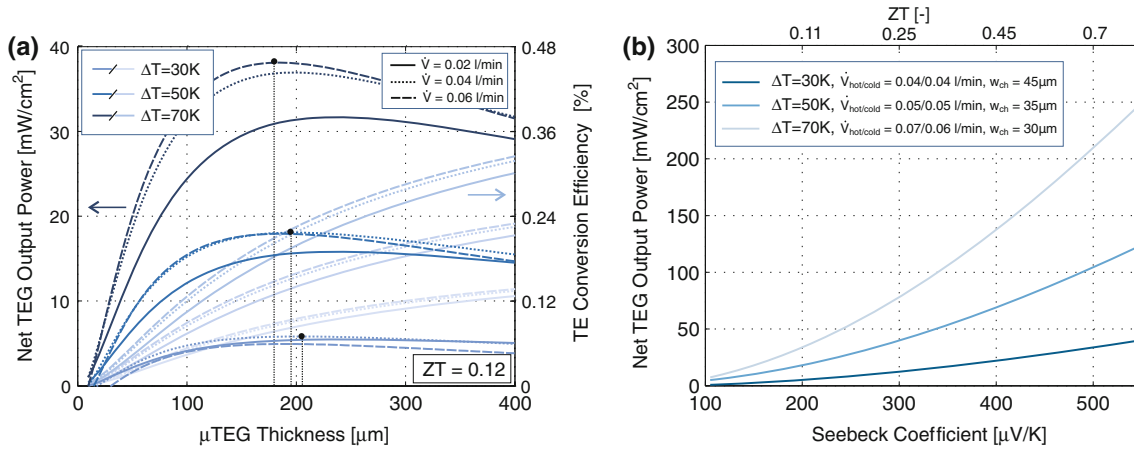 (a)
Net TEG Output Power [mW/cm²]
40
30
20
10
0
ΔT=30K
ΔT=50K
ΔT=70K
V̇ = 0.02 l/min
V̇ = 0.04 l/min
V̇ = 0.06 l/min
ZT = 0.12
0.48
0.36
0.24
0.12
0
TE Conversion Efficiency [%]
0 100 200 300 400
μTEG Thickness [μm]
(b)
ZT [-]
0.11 0.25 0.45 0.7
Net TEG Output Power [mW/cm²]
300
250
200
150
100
50
0
ΔT=30K, V̇hot/cold = 0.04/0.04 l/min, wch = 45μm
ΔT=50K, V̇hot/cold = 0.05/0.05 l/min, wch = 35μm
ΔT=70K, V̇hot/cold = 0.07/0.06 l/min, wch = 30μm
100 200 300 400 500
Seebeck Coefficient [μV/K]